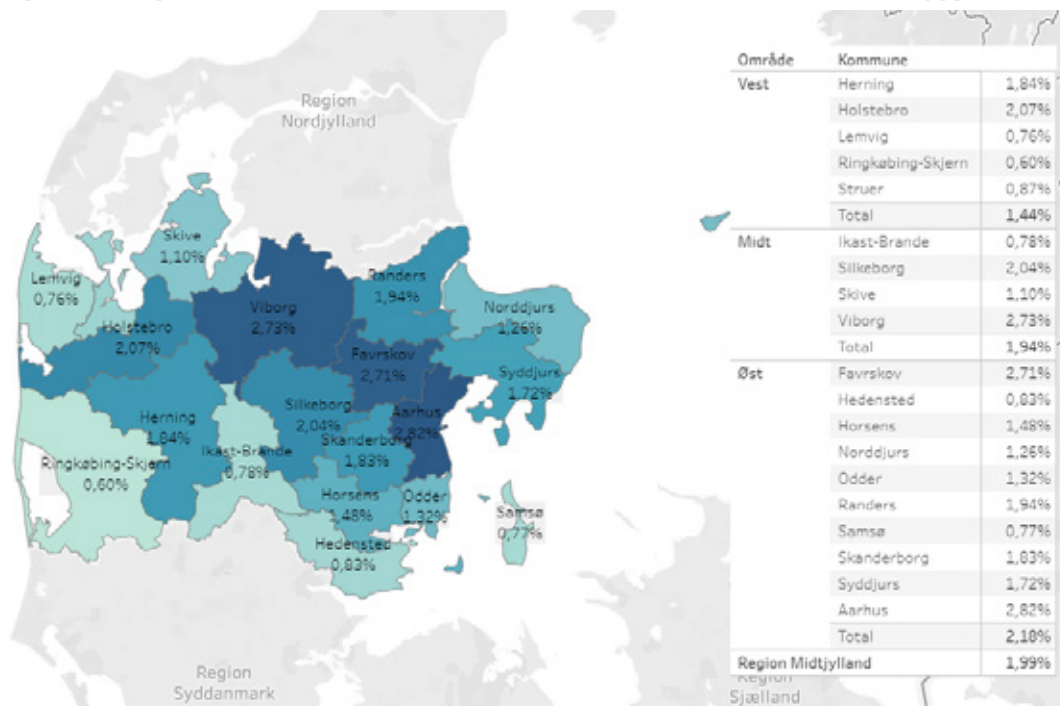 Region
Nordjylland
Skive
1,10%
Lemvig
0,76%
Randers
1,94%
Viborg
2,73%
Norddjurs
1,26%
Holstebro
2,07%
Favrskov
2,71%
Syddjurs
1,72%
Silkeborg
2,04%
Aarhus
2,82%
Herning
1,84%
Skanderborg
1,83%
Ikast-Brande
0,78%
Ringkøbing-Skjern
0,60%
Horsens
1,48%
Odder
1,32%
Samsø
0,77%
Hedensted
0,83%
Region
Syddanmark
Region
Sjælland
Område Kommune
Vest Herning 1,84%
Holstebro 2,07%
Lemvig 0,76%
Ringkøbing-Skjern 0,60%
Struer 0,87%
Total 1,44%
Midt Ikast-Brande 0,78%
Silkeborg 2,04%
Skive 1,10%
Viborg 2,73%
Total 1,94%
Øst Favrskov 2,71%
Hedensted 0,83%
Horsens 1,48%
Norddjurs 1,26%
Odder 1,32%
Randers 1,94%
Samsø 0,77%
Skanderborg 1,83%
Syddjurs 1,72%
Aarhus 2,82%
Total 2,18%
Region Midtjylland 1,99%